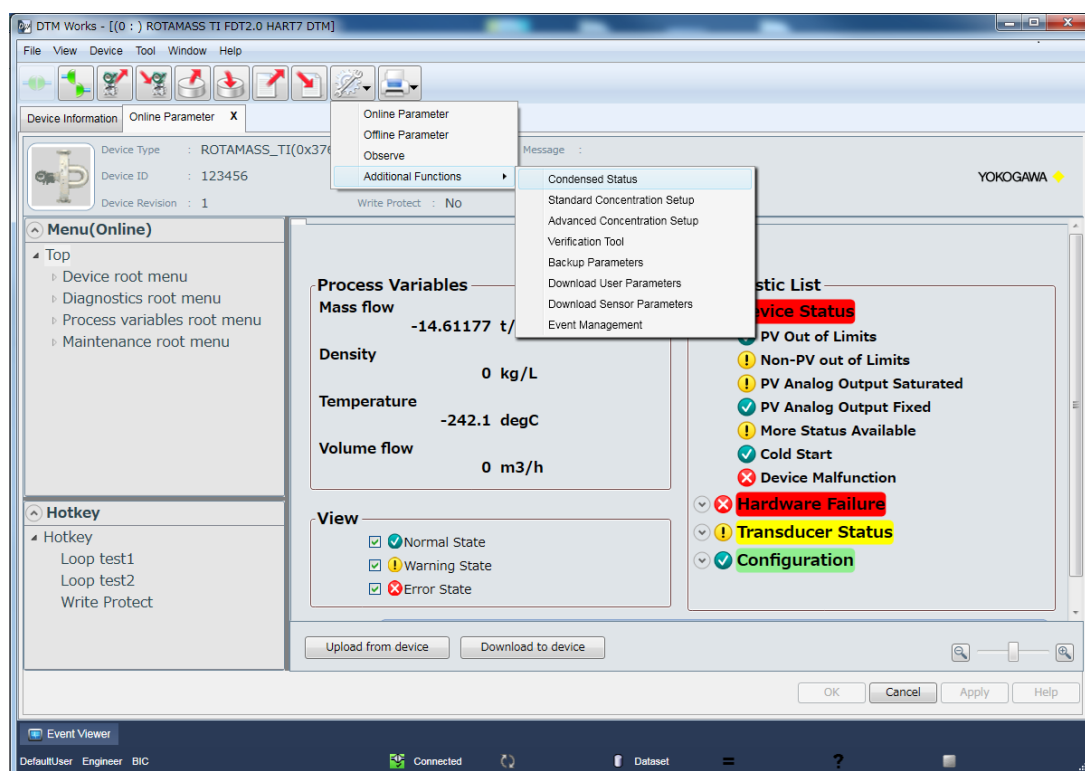 DTM Works - [(0 : ) ROTAMASS TI FDT2.0 HART7 DTM]
File View Device Tool Window Help
Device Information Online Parameter X
Online Parameter
Offline Parameter
Observe
Additional Functions
Condensed Status
Standard Concentration Setup
Advanced Concentration Setup
Verification Tool
Backup Parameters
Download User Parameters
Download Sensor Parameters
Event Management
Device Type : ROTAMASS_TI(0x37
Message :
Device ID : 123456
YOKOGAWA
Device Revision : 1
Write Protect : No
Menu(Online)
Top
Device root menu
Diagnostics root menu
Process variables root menu
Maintenance root menu
Hotkey
Hotkey
Loop test1
Loop test2
Write Protect
Process Variables
Mass flow
-14.61177 t/
Density
0 kg/L
Temperature
-242.1 degC
Volume flow
0 m3/h
View
Normal State
Warning State
Error State
stic List
vice Status
PV Out of Limits
Non-PV out of Limits
PV Analog Output Saturated
PV Analog Output Fixed
More Status Available
Cold Start
Device Malfunction
Hardware Failure
Transducer Status
Configuration
Upload from device Download to device
OK Cancel Apply Help
Event Viewer
DefaultUser Engineer BIC Connected Dataset = ?